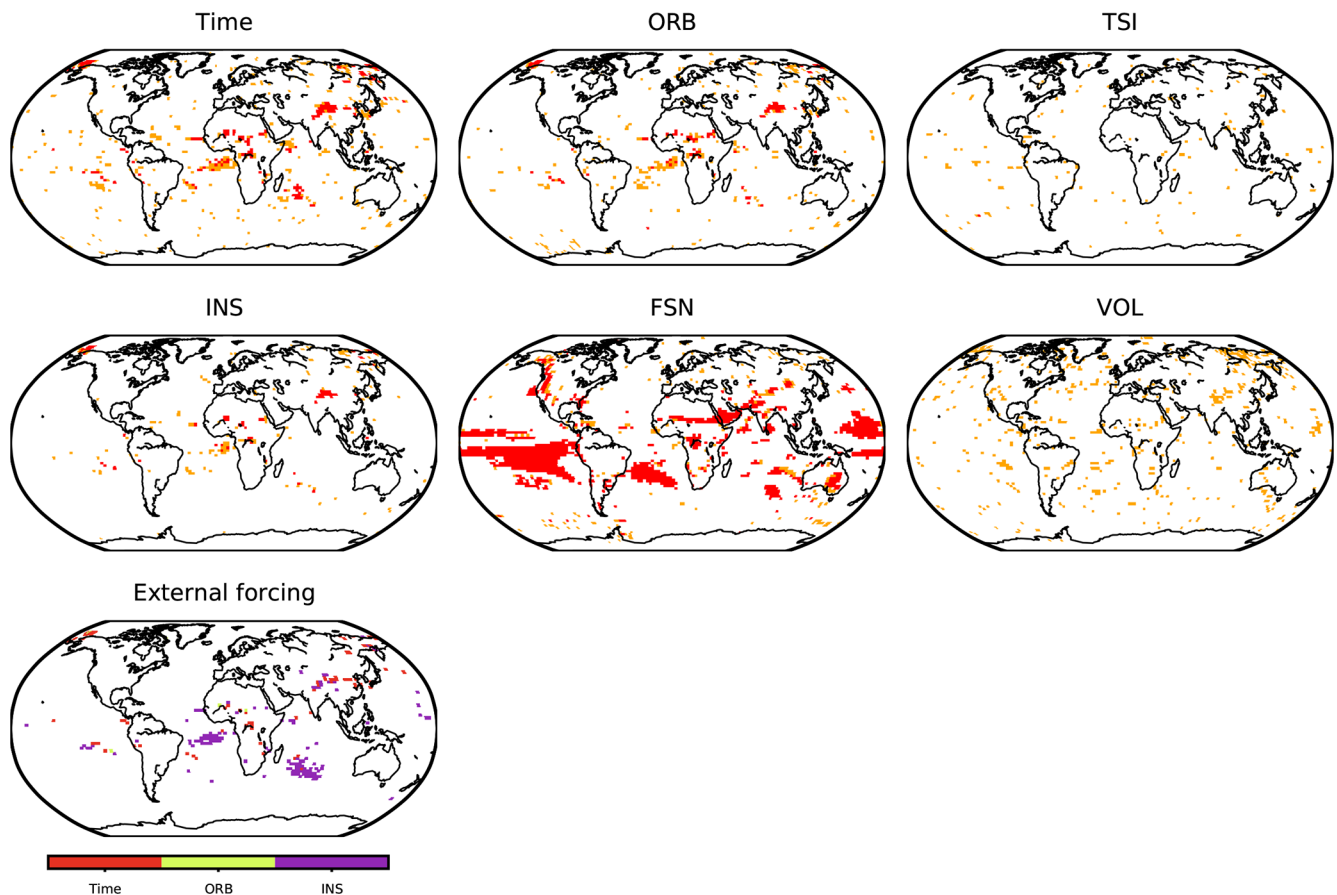 Time ORB TSI
INS FSN VOL
External forcing
Time ORB INS